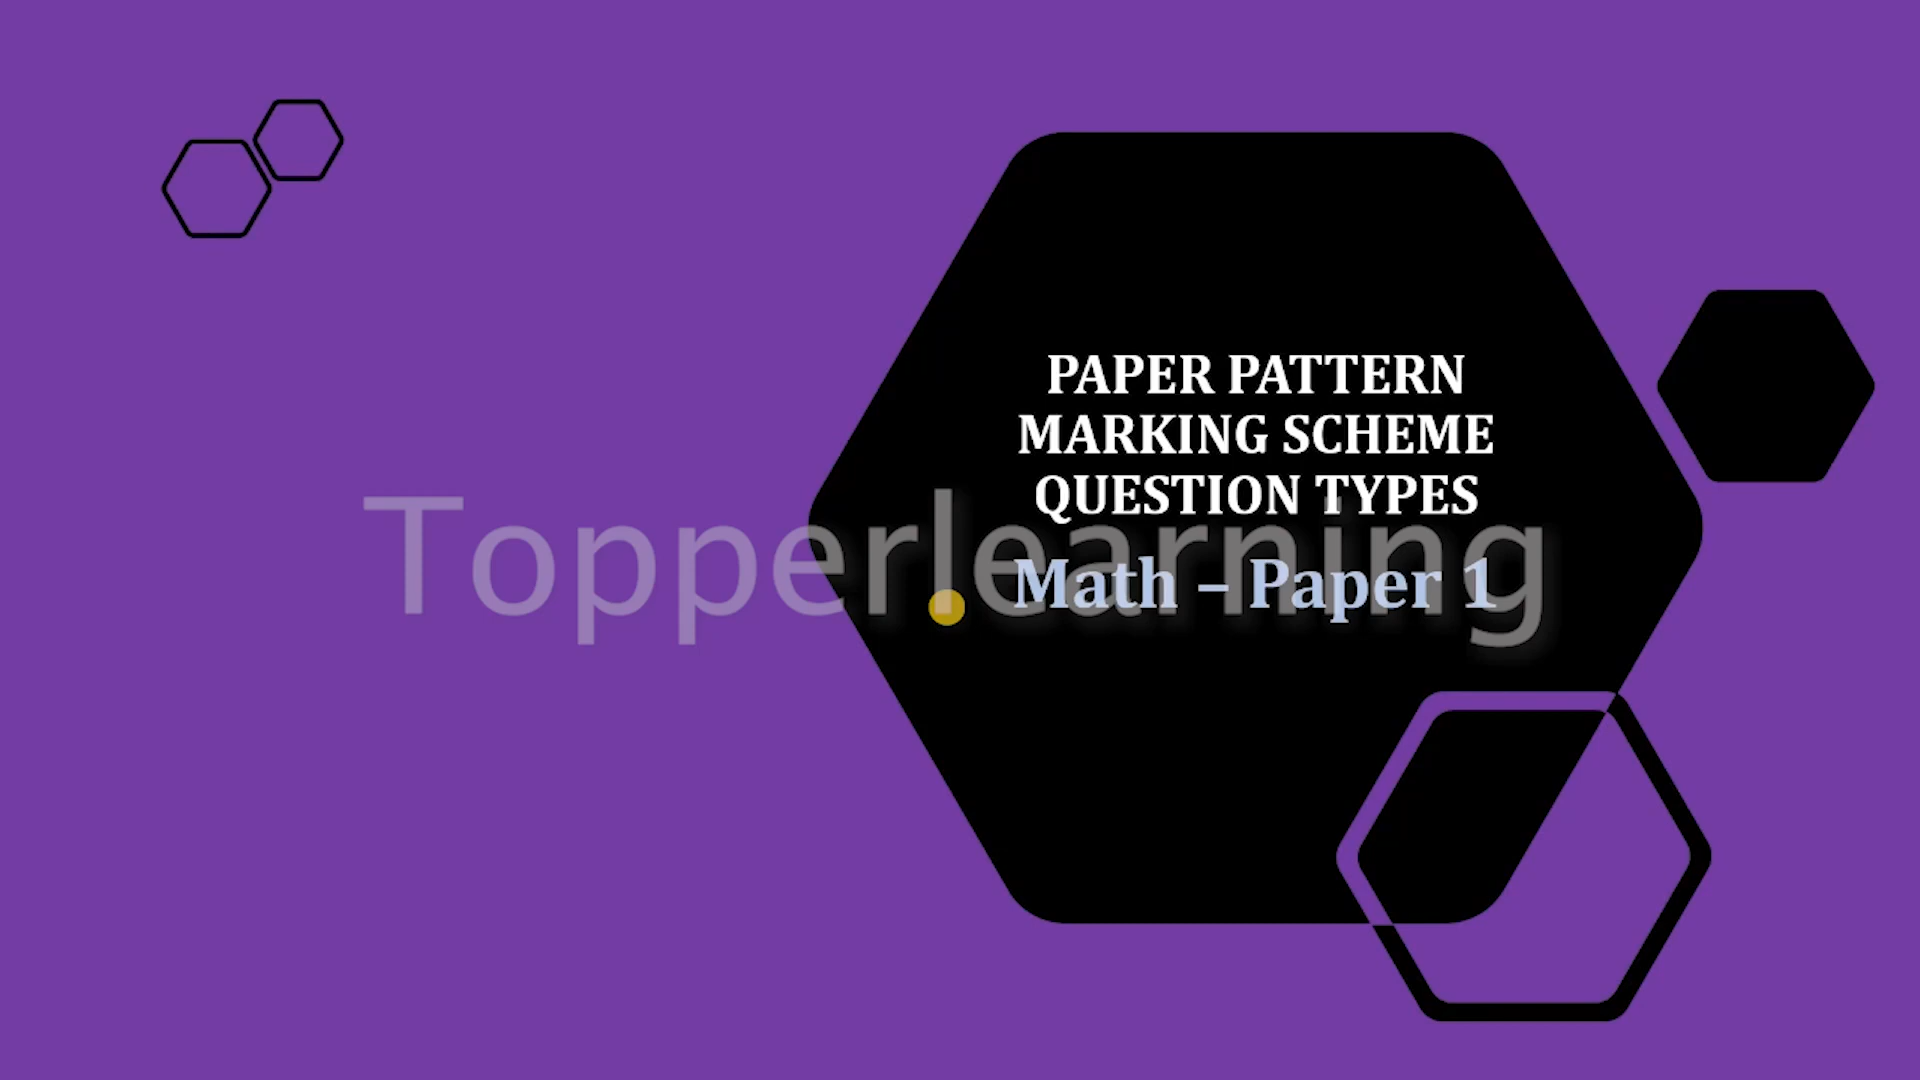 PAPER PATTERN
MARKING SCHEME
QUESTION TYPES
Topperlearning
Math – Paper 1